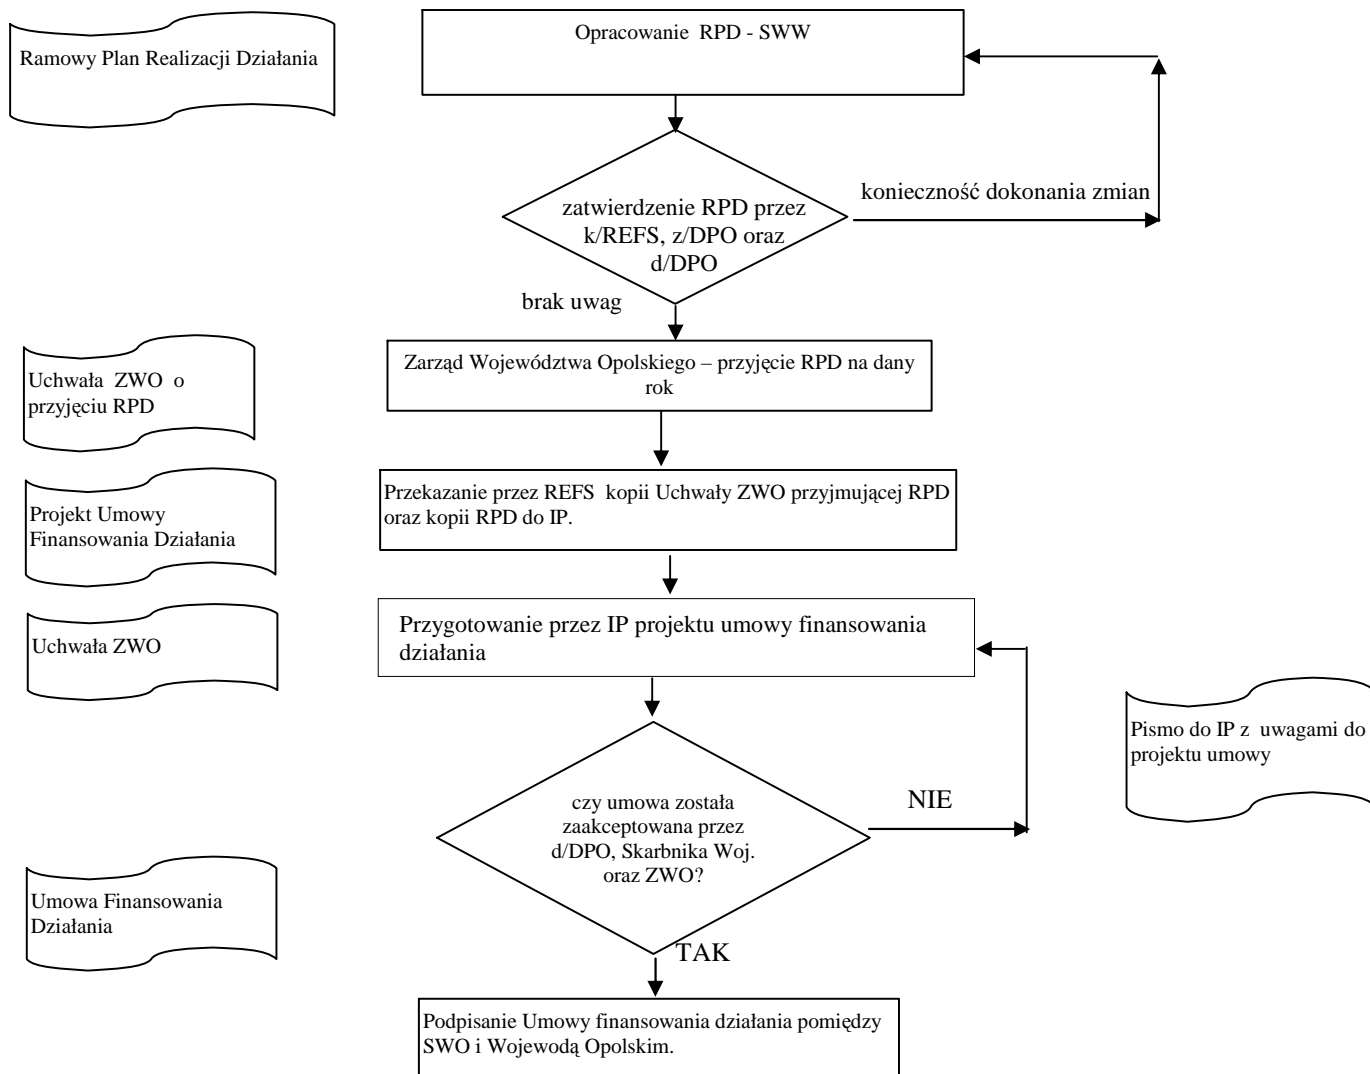 Opracowanie RPD - SWW
Ramowy Plan Realizacji Działania
konieczność dokonania zmian
zatwierdzenie RPD przez
k/REFS, z/DPO oraz
d/DPO
brak uwag
Zarząd Województwa Opolskiego – przyjęcie RPD na dany
rok
Uchwała ZWO o
przyjęciu RPD
Przekazanie przez REFS kopii Uchwały ZWO przyjmującej RPD
oraz kopii RPD do IP.
Projekt Umowy
Finansowania Działania
Przygotowanie przez IP projektu umowy finansowania
działania
Uchwała ZWO
Pismo do IP z uwagami do
projektu umowy
czy umowa została
zaakceptowana przez
d/DPO, Skarbnika Woj.
oraz ZWO?
NIE
Umowa Finansowania
Działania
TAK
Podpisanie Umowy finansowania działania pomiędzy
SWO i Wojewodą Opolskim.